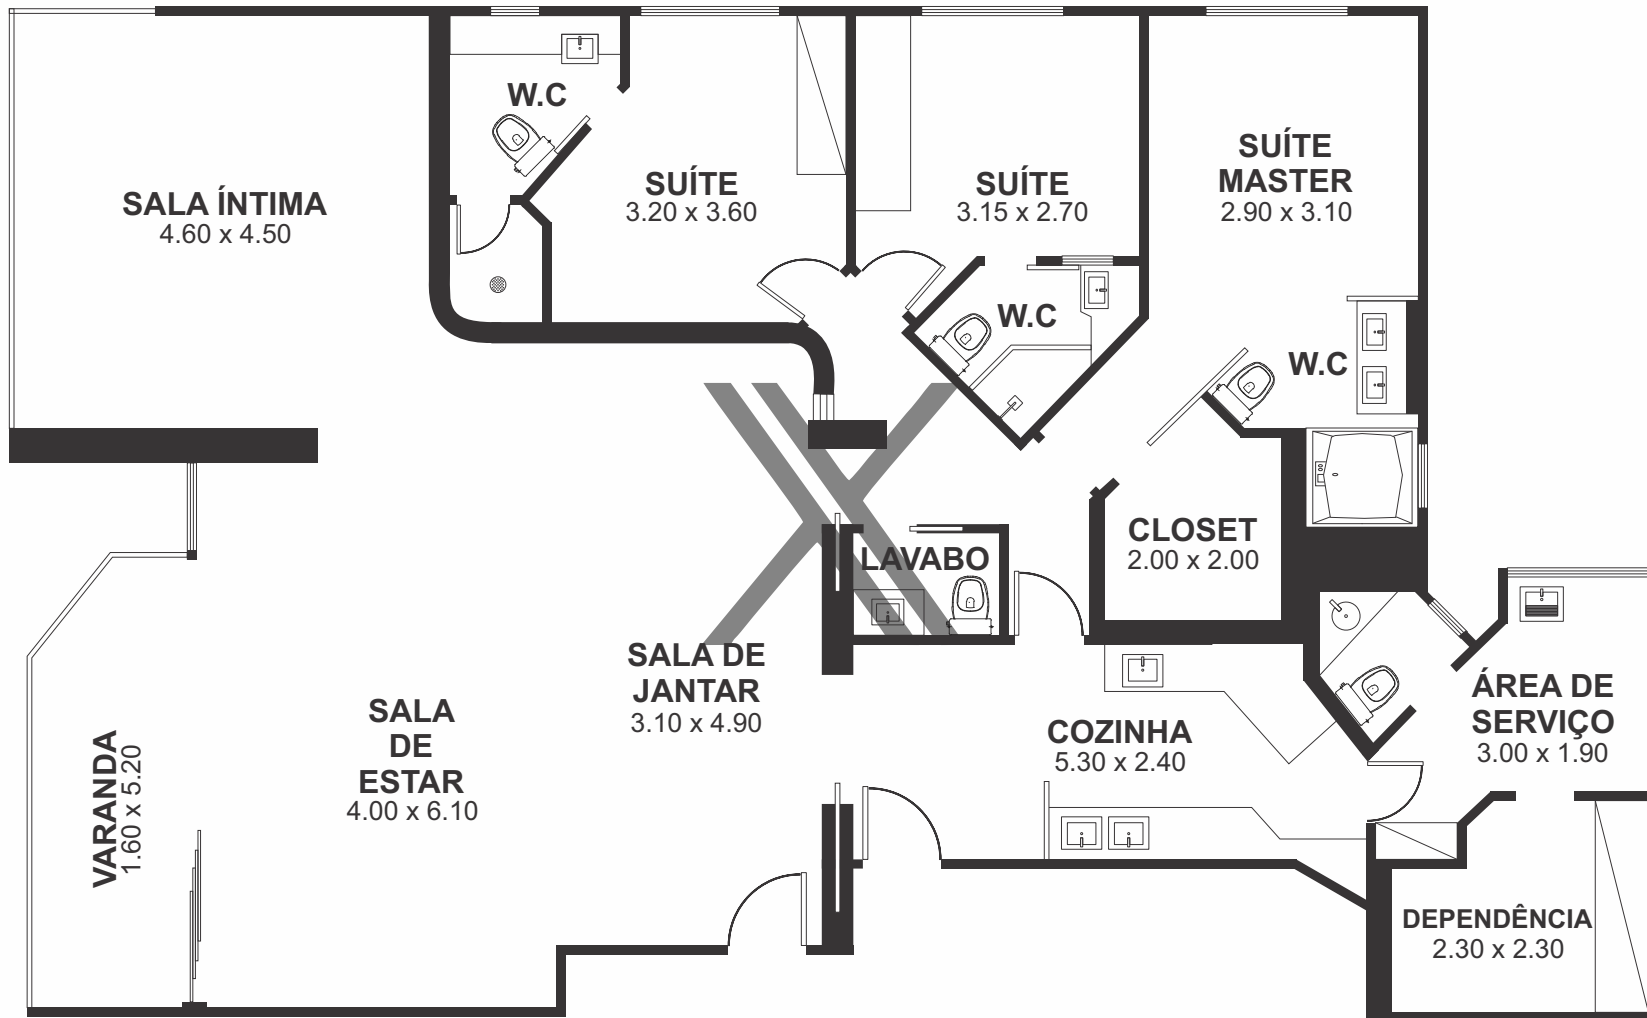 W.C
SALA ÍNTIMA
4.60 x 4.50
SUÍTE
3.20 x 3.60
SUÍTE
3.15 x 2.70
SUÍTE
MASTER
2.90 x 3.10
W.C
W.C
CLOSET
2.00 x 2.00
LAVABO
SALA DE
JANTAR
3.10 x 4.90
SALA
DE
ESTAR
4.00 x 6.10
VARANDA
1.60 x 5.20
COZINHA
5.30 x 2.40
ÁREA DE
SERVIÇO
3.00 x 1.90
DEPENDÊNCIA
2.30 x 2.30